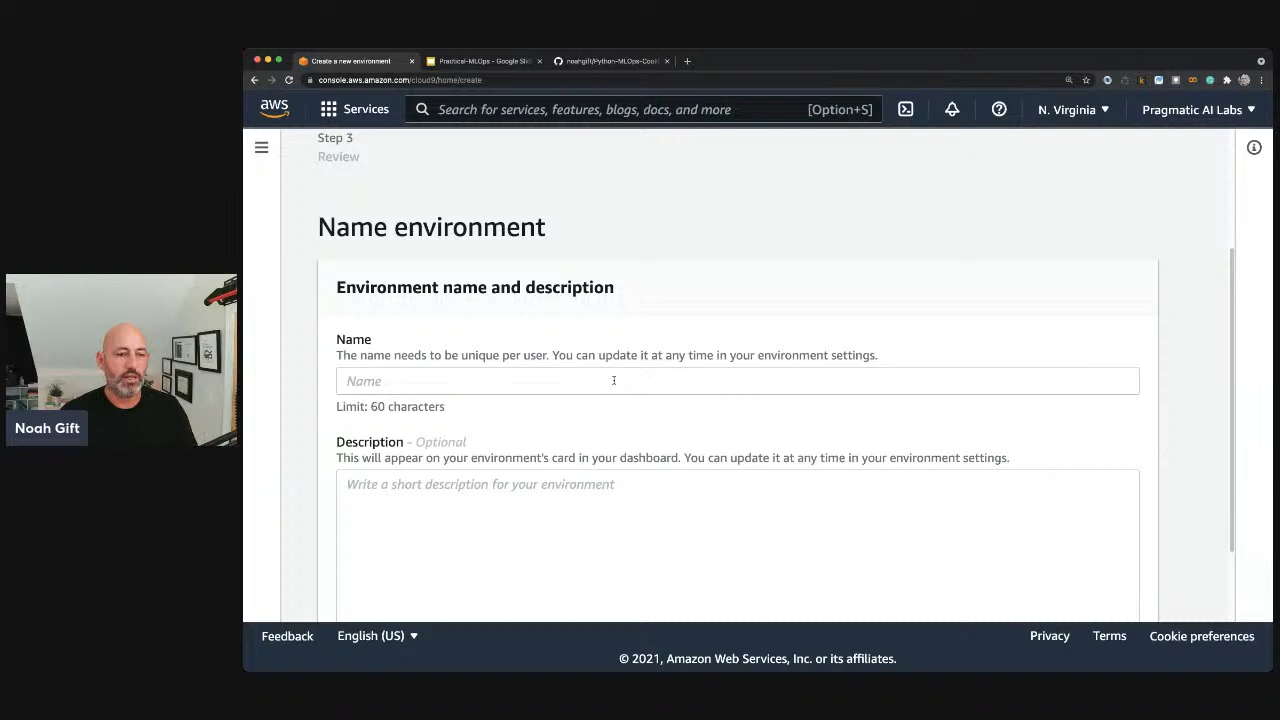 Create a new environment
Practical-MLOps - Google Slid
noahgift/Python-MLOps-Cook
console.aws.amazon.com/cloud9/home/create
aws
Services
Search for services, features, blogs, docs, and more
[Option+S]
N. Virginia
Pragmatic AI Labs
Step 3
Review
Name environment
Environment name and description
Name
The name needs to be unique per user. You can update it at any time in your environment settings.
Name
Limit: 60 characters
Description – Optional
This will appear on your environment's card in your dashboard. You can update it at any time in your environment settings.
Write a short description for your environment
Noah Gift
Feedback
English (US)
Privacy
Terms
Cookie preferences
© 2021, Amazon Web Services, Inc. or its affiliates.